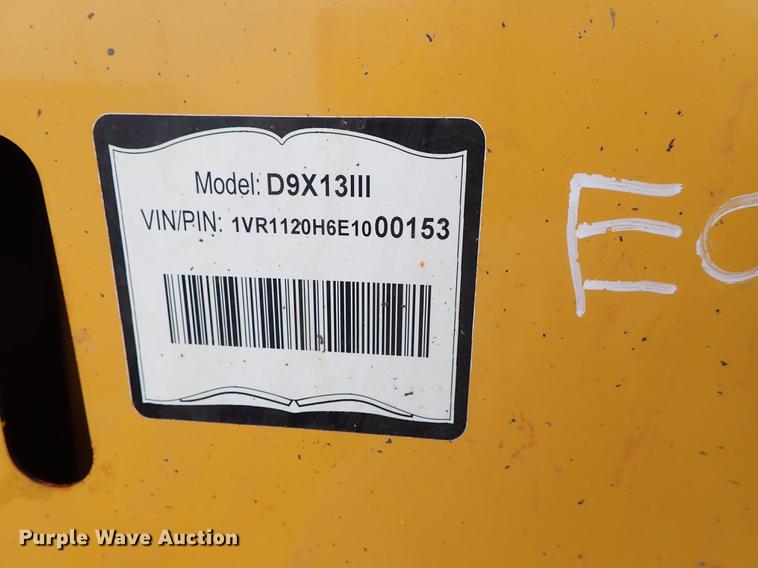 Model: D9X13III
VIN/PIN: 1VR1120H6E1000153
E
Purple Wave Auction